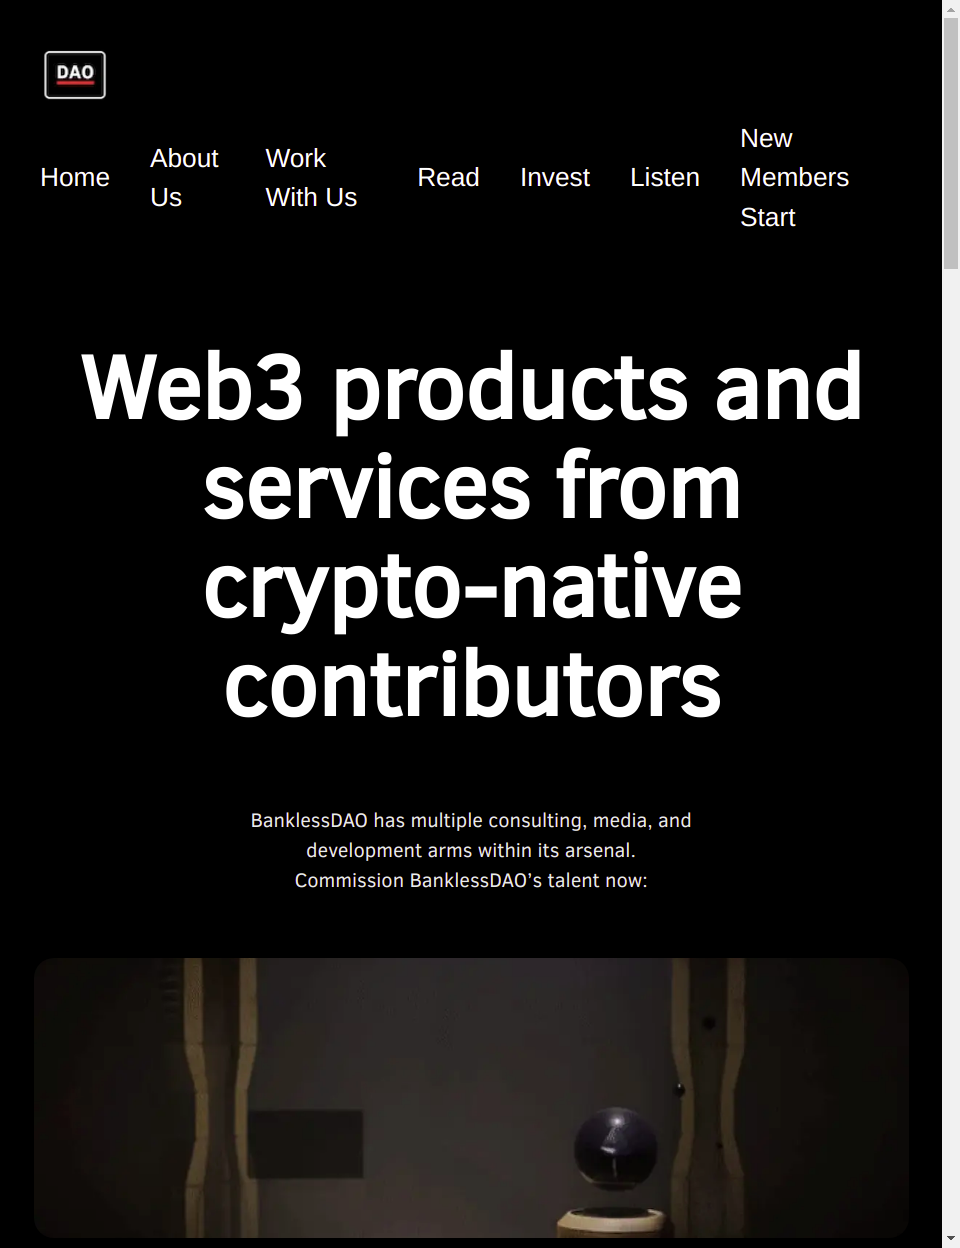 DAO
Home
About
Us
Work
With Us
Read
Invest
Listen
New
Members
Start
Web3 products and
services from
crypto-native
contributors
BanklessDAO has multiple consulting, media, and
development arms within its arsenal.
Commission BanklessDAO’s talent now: